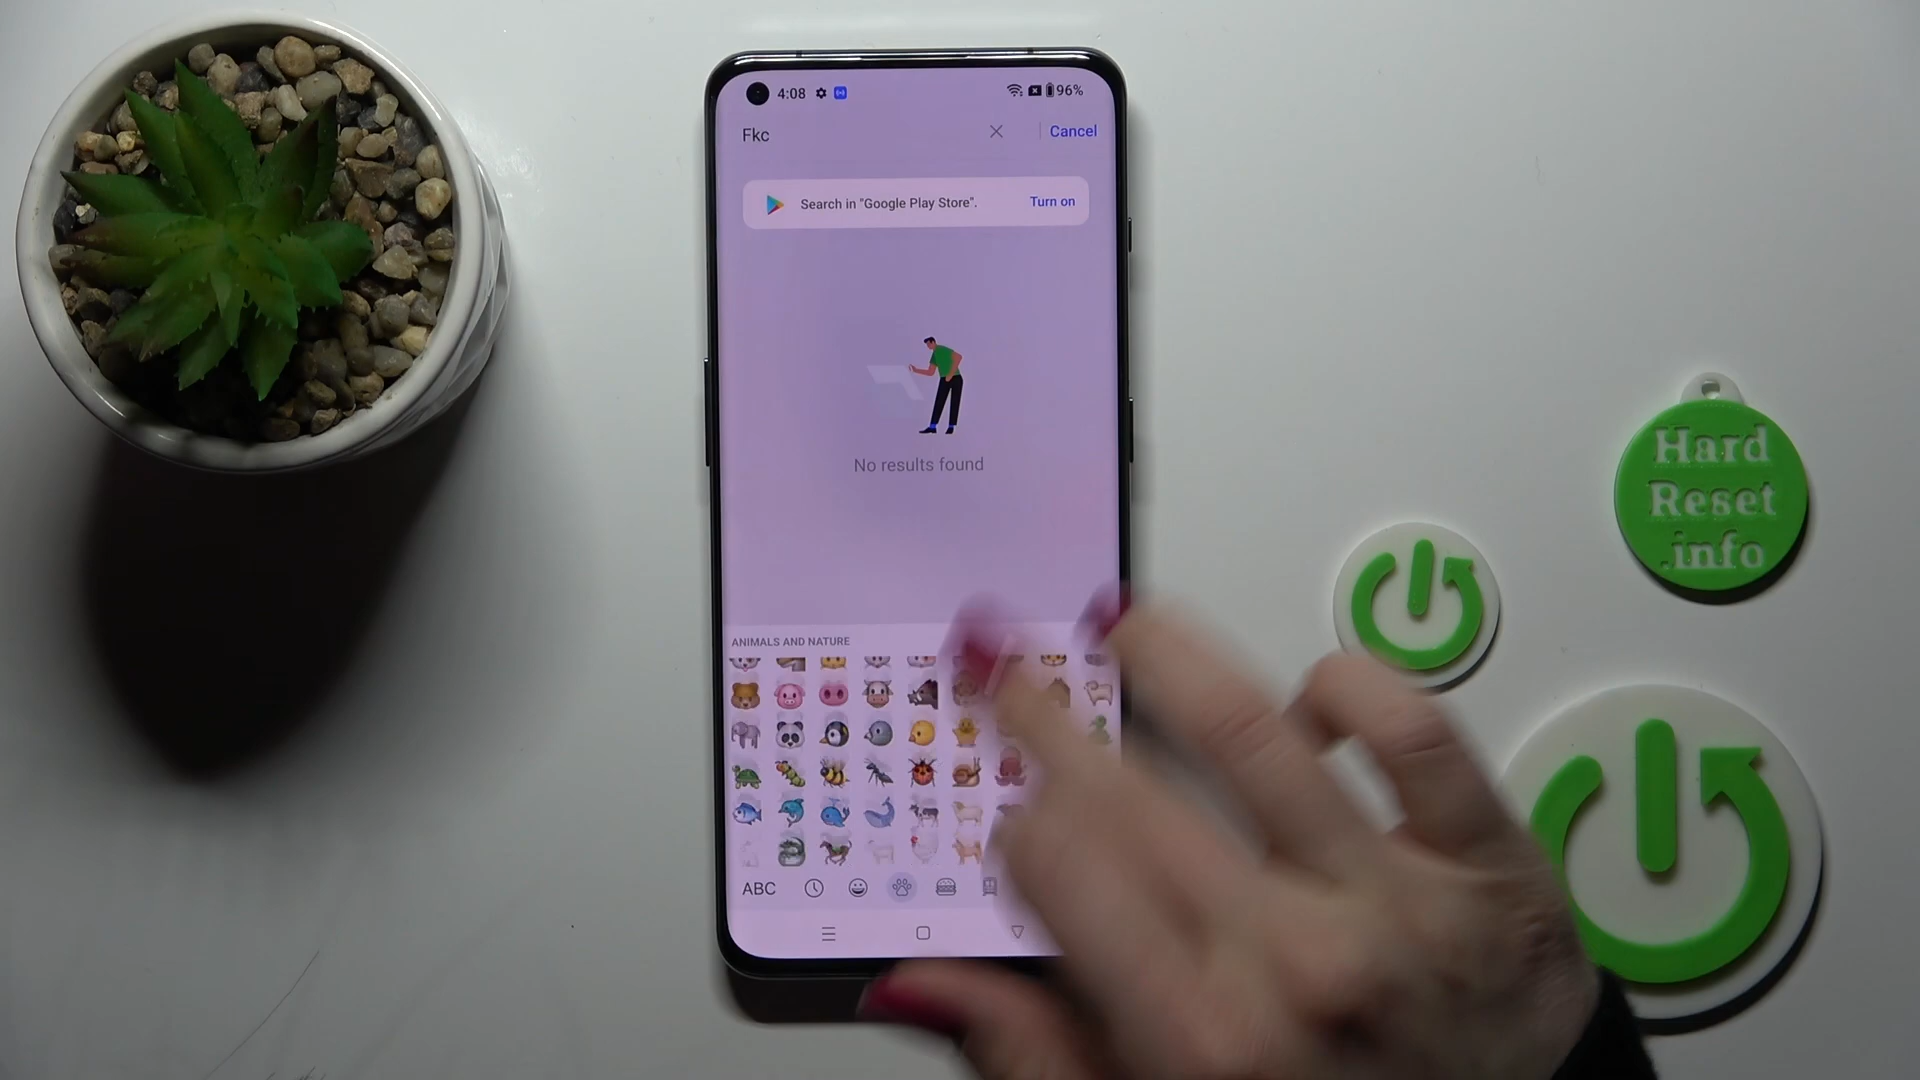 4:08
96%
Fkc
Cancel
Search in "Google Play Store".
Turn on
No results found
ANIMALS AND NATURE
ABC
Hard
Reset
.info